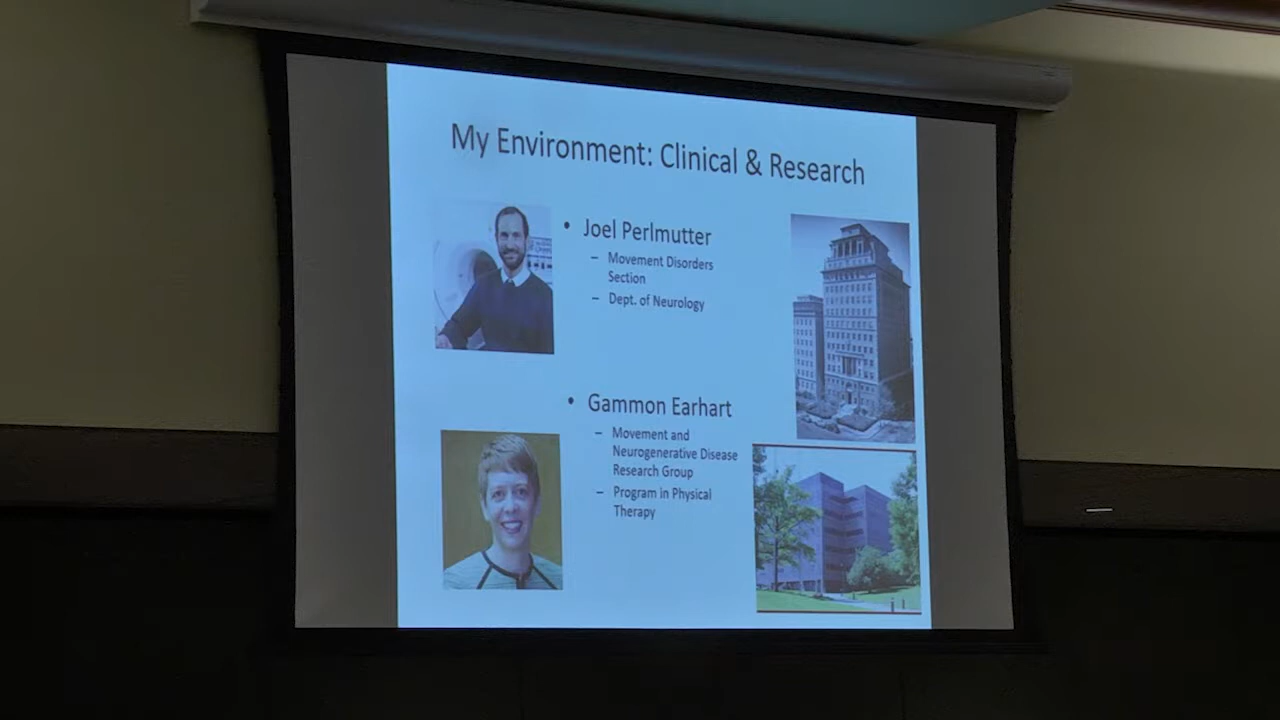 My Environment: Clinical & Research
• Joel Perlmutter
– Movement Disorders
Section
– Dept. of Neurology
• Gammon Earhart
– Movement and
Neurogenerative Disease
Research Group
– Program in Physical
Therapy